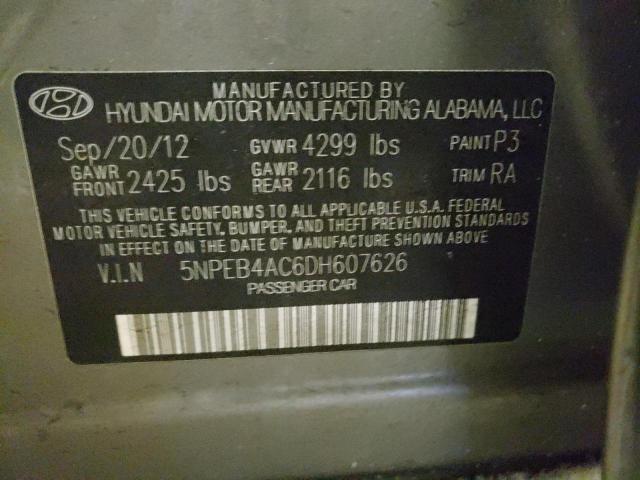 MANUFACTURED BY
HYUNDAI MOTOR MANUFACTURING ALABAMA, LLC
Sep/20/12 GVWR 4299 lbs PAINT P3
GAWR FRONT 2425 lbs GAWR REAR 2116 lbs TRIM RA
THIS VEHICLE CONFORMS TO ALL APPLICABLE U.S.A. FEDERAL
MOTOR VEHICLE SAFETY, BUMPER, AND THEFT PREVENTION STANDARDS
IN EFFECT ON THE DATE OF MANUFACTURE SHOWN ABOVE
V.I.N 5NPEB4AC6DH607626
PASSENGER CAR